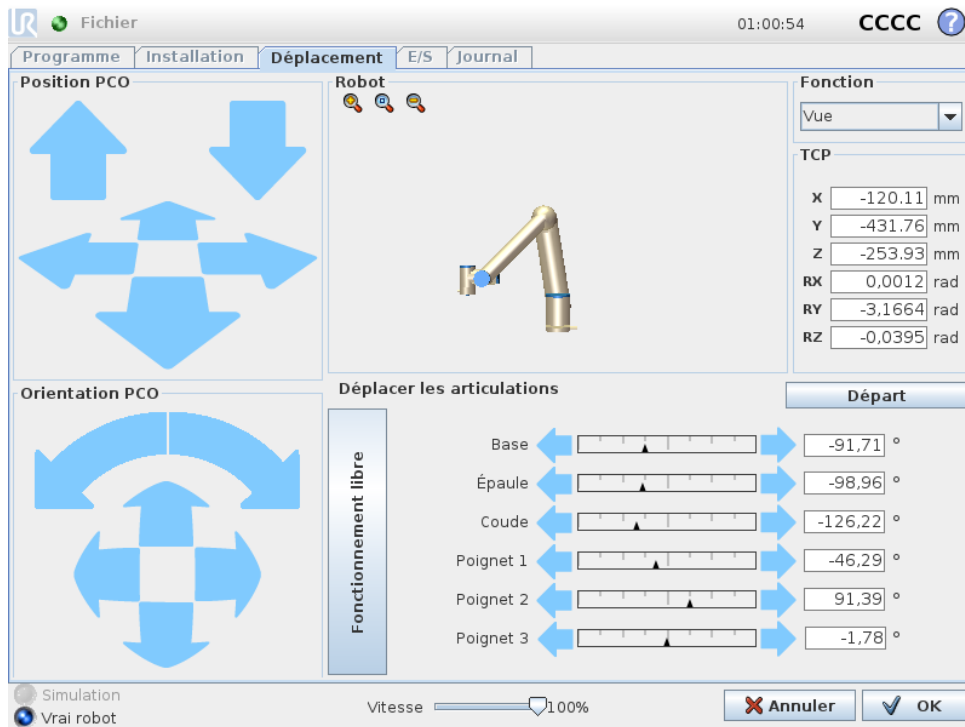 UR Fichier 01:00:54 CCCC ?
Programme Installation Déplacement E/S Journal
Position PCO
Robot
Fonction
Vue
TCP
X -120.11 mm
Y -431.76 mm
Z -253.93 mm
RX 0,0012 rad
RY -3,1664 rad
RZ -0,0395 rad
Orientation PCO
Déplacer les articulations
Départ
Fonctionnement libre
Base -91,71 °
Épaule -98,96 °
Coude -126,22 °
Poignet 1 -46,29 °
Poignet 2 91,39 °
Poignet 3 -1,78 °
Simulation
Vrai robot
Vitesse 100%
Annuler
OK